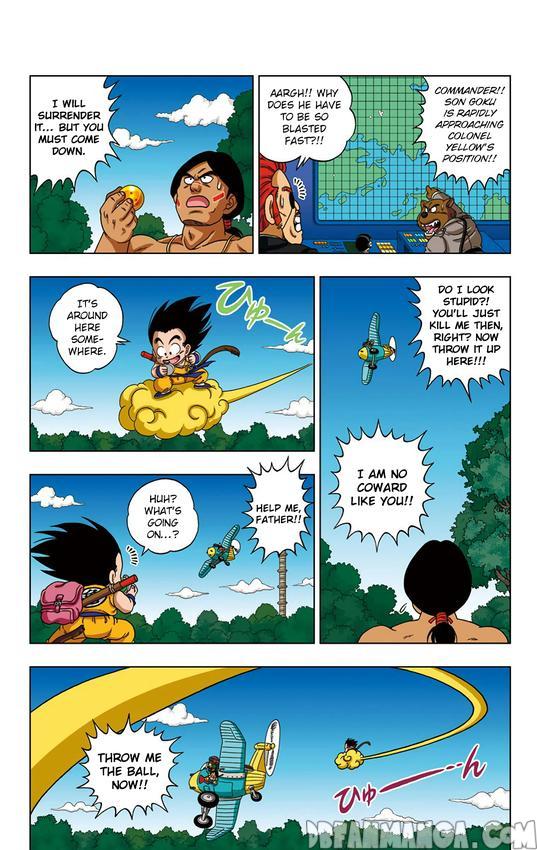 COMMANDER!!
SON GOKU
IS RAPIDLY
APPROACHING
COLONEL
YELLOW'S
POSITION!!
AARGH!! WHY
DOES HE HAVE
TO BE SO
BLASTED
FAST?!!
I WILL
SURRENDER
IT... BUT YOU
MUST COME
DOWN.
DO I LOOK
STUPID?!
YOU'LL JUST
KILL ME THEN,
RIGHT? NOW
THROW IT UP
HERE!!!
I AM NO
COWARD
LIKE YOU!!
IT'S
AROUND
HERE
SOME-
WHERE.
ひゅーん
HELP ME,
FATHER!!
HUH?
WHAT'S
GOING
ON...?
THROW ME
THE BALL,
NOW!!
ひゅーーん
DBFANMANGA.COM